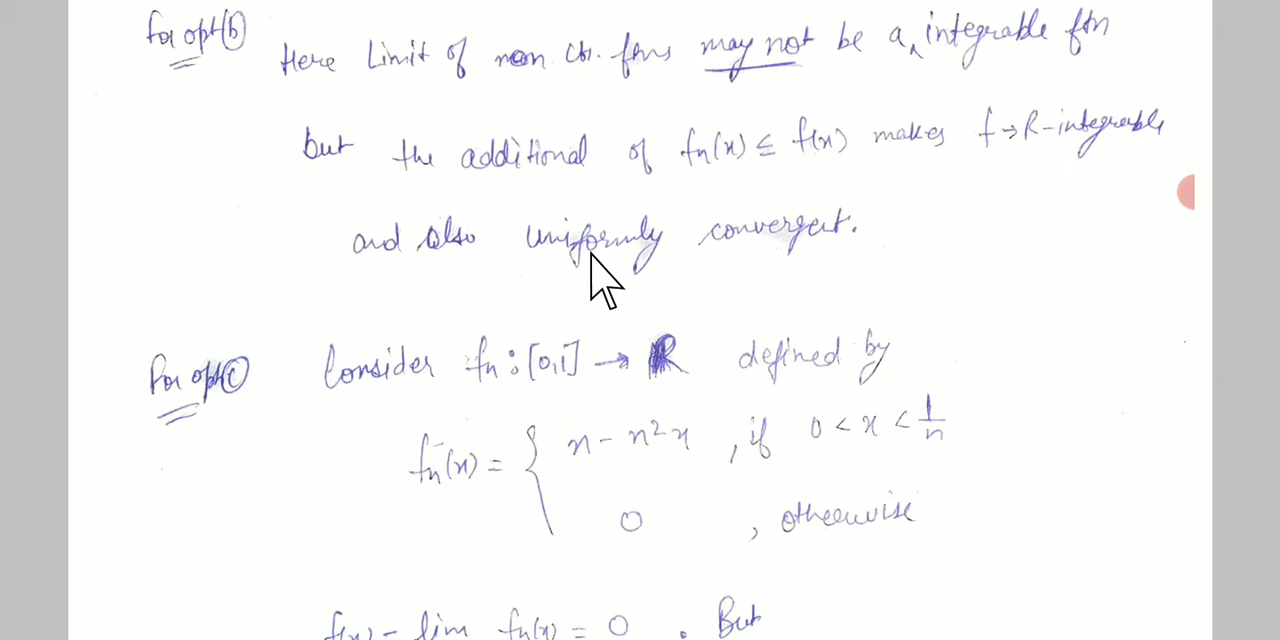 For opt(b)
Here Limit of non cts. ftns may not be a integrable ftn
but the additional of fn(x) ≤ f(x) makes f → R-integrable
and also uniformly convergent.
For opt(c) Consider fn : [0,1] → R defined by
fn(x) = { n - n²x , if 0 < x < 1/n
0 , otherwise
f(x) = lim fn(x) = 0 . But